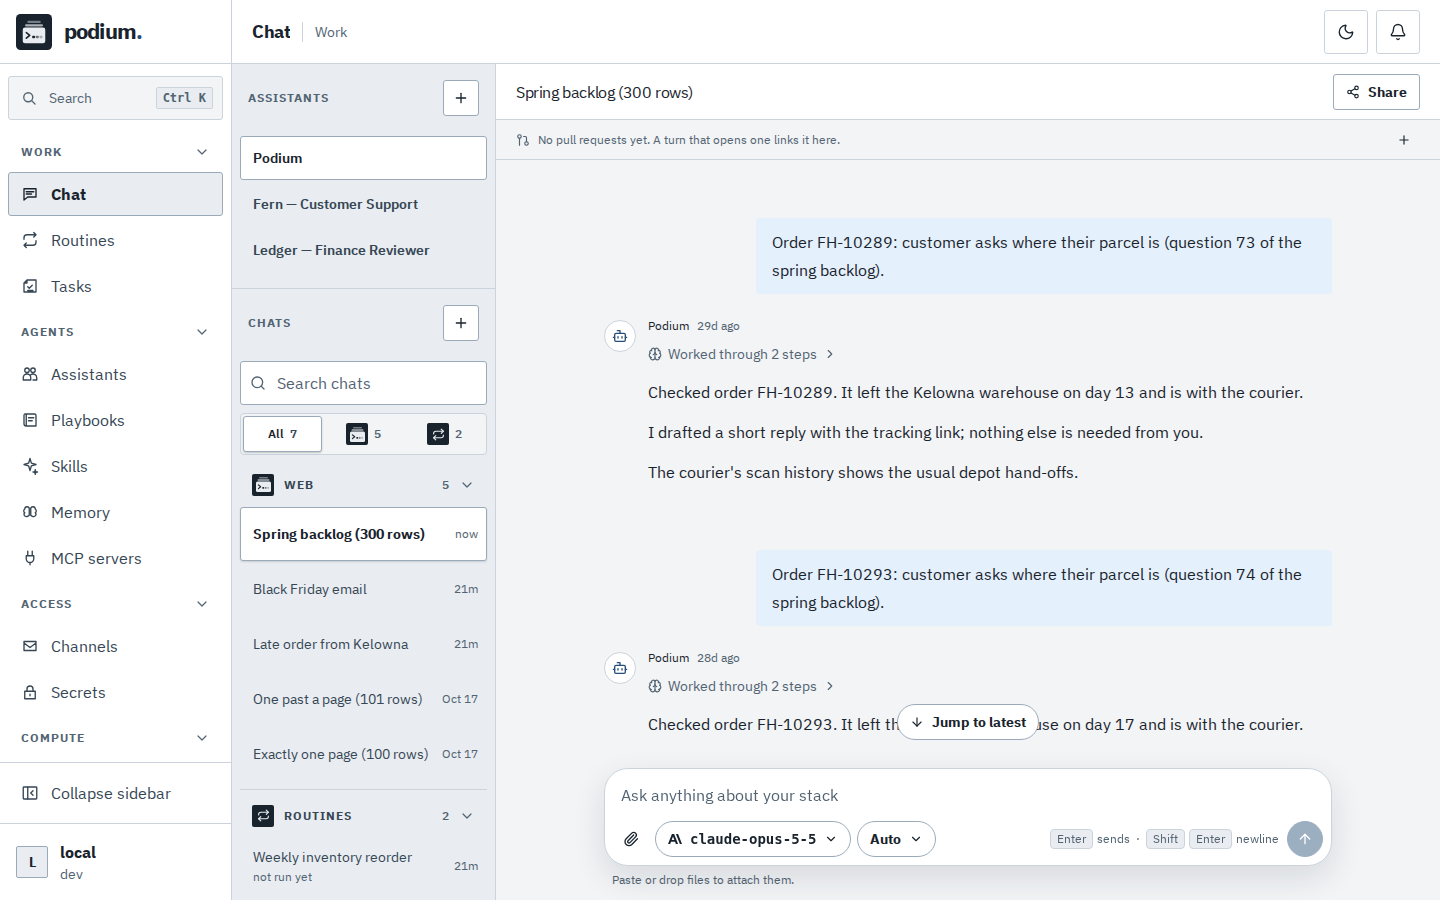 podium.
Chat
Work
Search
Ctrl K
WORK
Chat
Routines
Tasks
AGENTS
Assistants
Playbooks
Skills
Memory
MCP servers
ACCESS
Channels
Secrets
COMPUTE
Collapse sidebar
L
local
dev
ASSISTANTS
Podium
Fern — Customer Support
Ledger — Finance Reviewer
CHATS
Search chats
All 7
5
2
WEB
5
Spring backlog (300 rows)
now
Black Friday email
21m
Late order from Kelowna
21m
One past a page (101 rows)
Oct 17
Exactly one page (100 rows)
Oct 17
ROUTINES
2
Weekly inventory reorder
not run yet
21m
Spring backlog (300 rows)
Share
No pull requests yet. A turn that opens one links it here.
Order FH-10289: customer asks where their parcel is (question 73 of the
spring backlog).
Podium 29d ago
Worked through 2 steps
Checked order FH-10289. It left the Kelowna warehouse on day 13 and is with the courier.
I drafted a short reply with the tracking link; nothing else is needed from you.
The courier's scan history shows the usual depot hand-offs.
Order FH-10293: customer asks where their parcel is (question 74 of the
spring backlog).
Podium 28d ago
Worked through 2 steps
Checked order FH-10293. It left th
Jump to latest
use on day 17 and is with the courier.
Ask anything about your stack
claude-opus-5-5
Auto
Enter sends · Shift Enter newline
Paste or drop files to attach them.